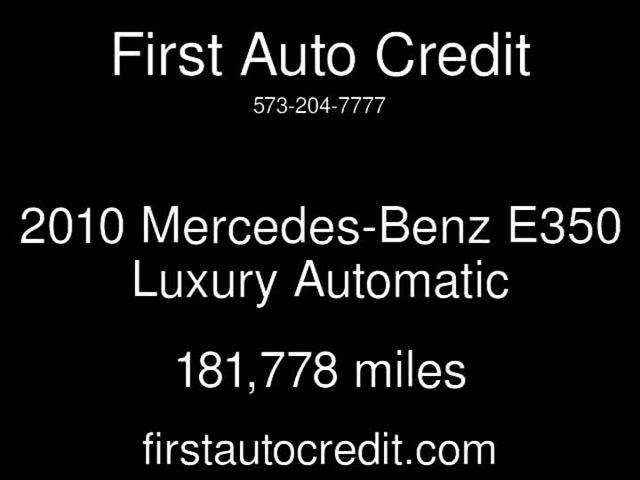 First Auto Credit
573-204-7777
2010 Mercedes-Benz E350
Luxury Automatic
181,778 miles
firstautocredit.com